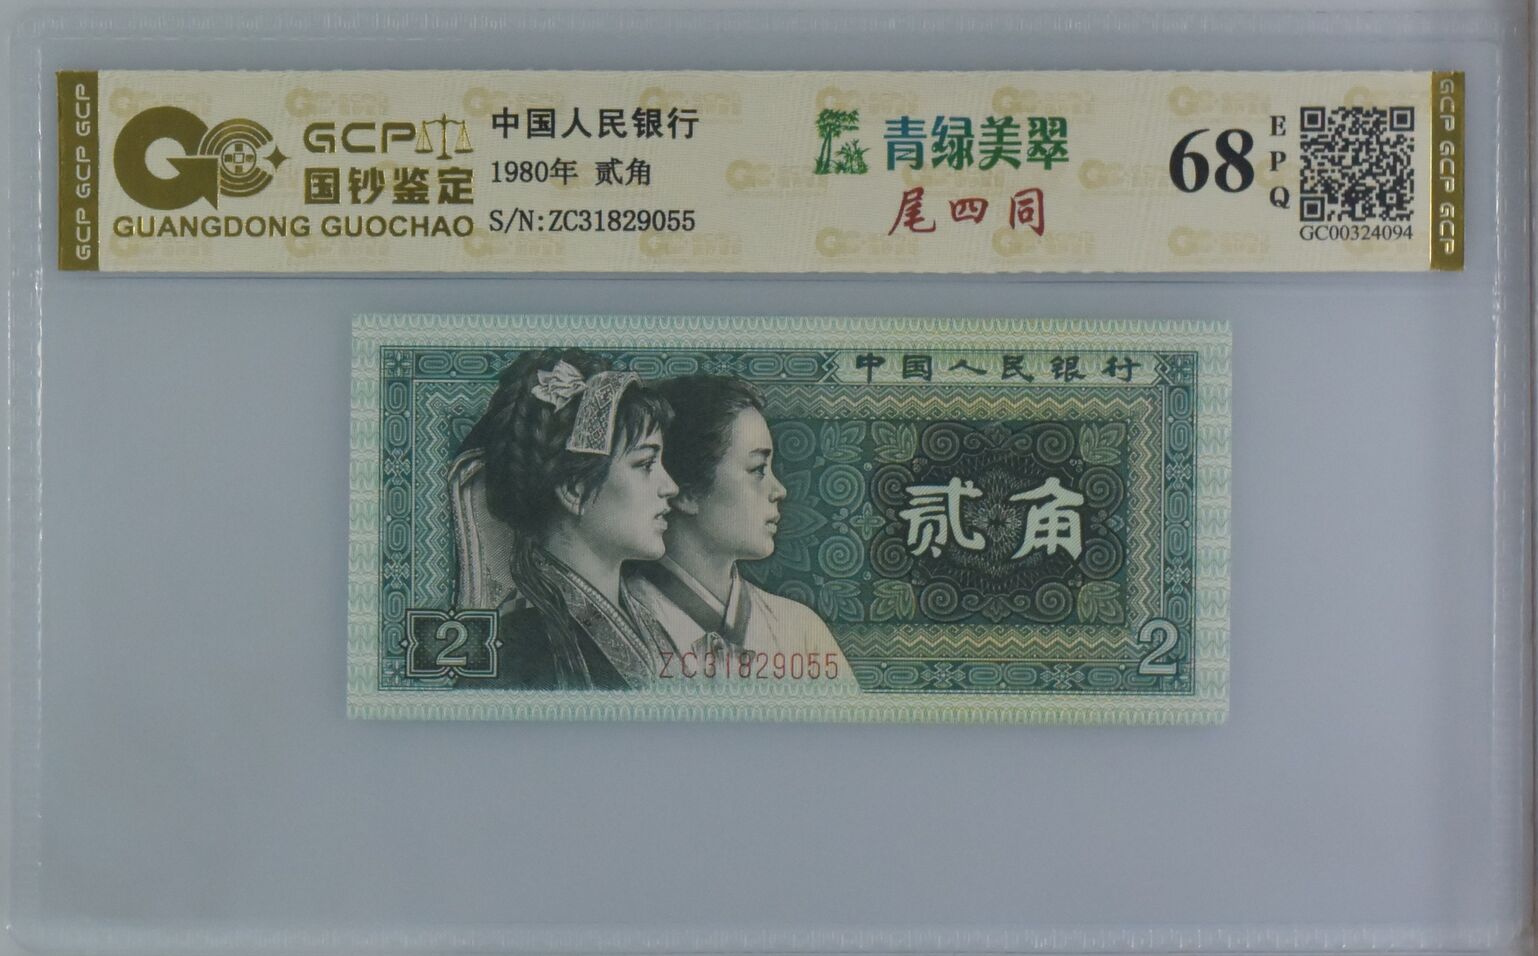 GCP GCP GCP
GCP
国钞鉴定
GUANGDONG GUOCHAO
中国人民银行
1980年 贰角
S/N:ZC31829055
青绿美翠
尾四同
68
EPQ
GC00324094
GCP GCP GCP
中国人民银行
贰角
2
ZC31829055
2